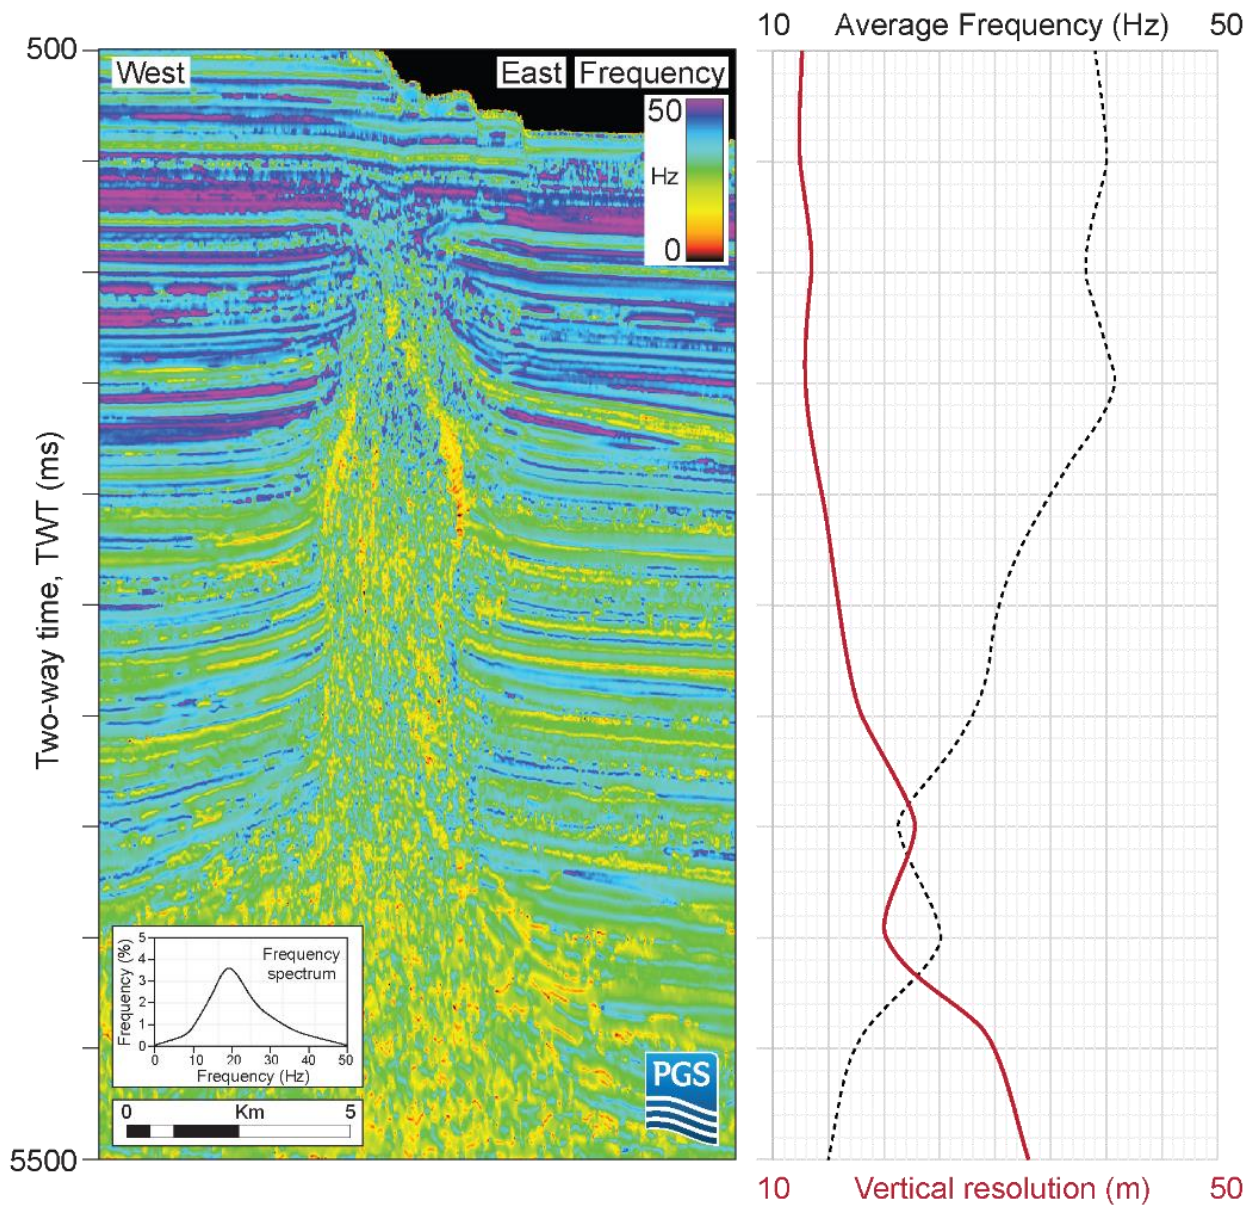 10 Average Frequency (Hz) 50
500
West
East
Frequency
50
Hz
0
Two-way time, TWT (ms)
5
4
3
2
1
0
Frequency (%)
Frequency
spectrum
0 10 20 30 40 50
Frequency (Hz)
0 Km 5
PGS
5500
10 Vertical resolution (m) 50